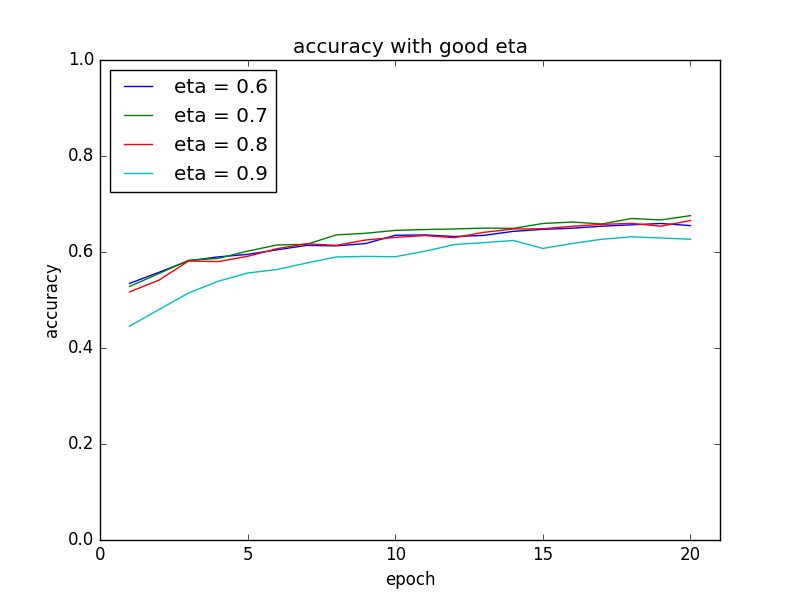 accuracy with good eta
eta = 0.6
eta = 0.7
eta = 0.8
eta = 0.9
1.0
0.8
0.6
0.4
0.2
0.0
accuracy
0 5 10 15 20
epoch